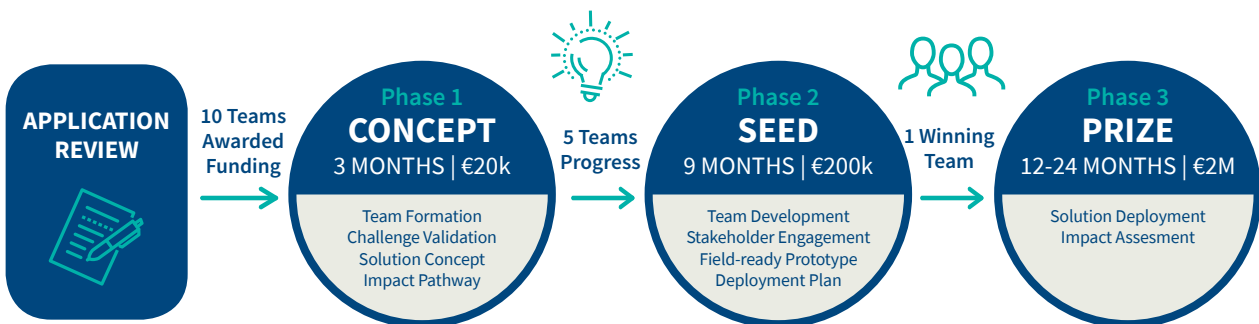 APPLICATION
REVIEW
10 Teams
Awarded
Funding
Phase 1
CONCEPT
3 MONTHS | €20k
Team Formation
Challenge Validation
Solution Concept
Impact Pathway
5 Teams
Progress
Phase 2
SEED
9 MONTHS | €200k
Team Development
Stakeholder Engagement
Field-ready Prototype
Deployment Plan
1 Winning
Team
Phase 3
PRIZE
12-24 MONTHS | €2M
Solution Deployment
Impact Assesment